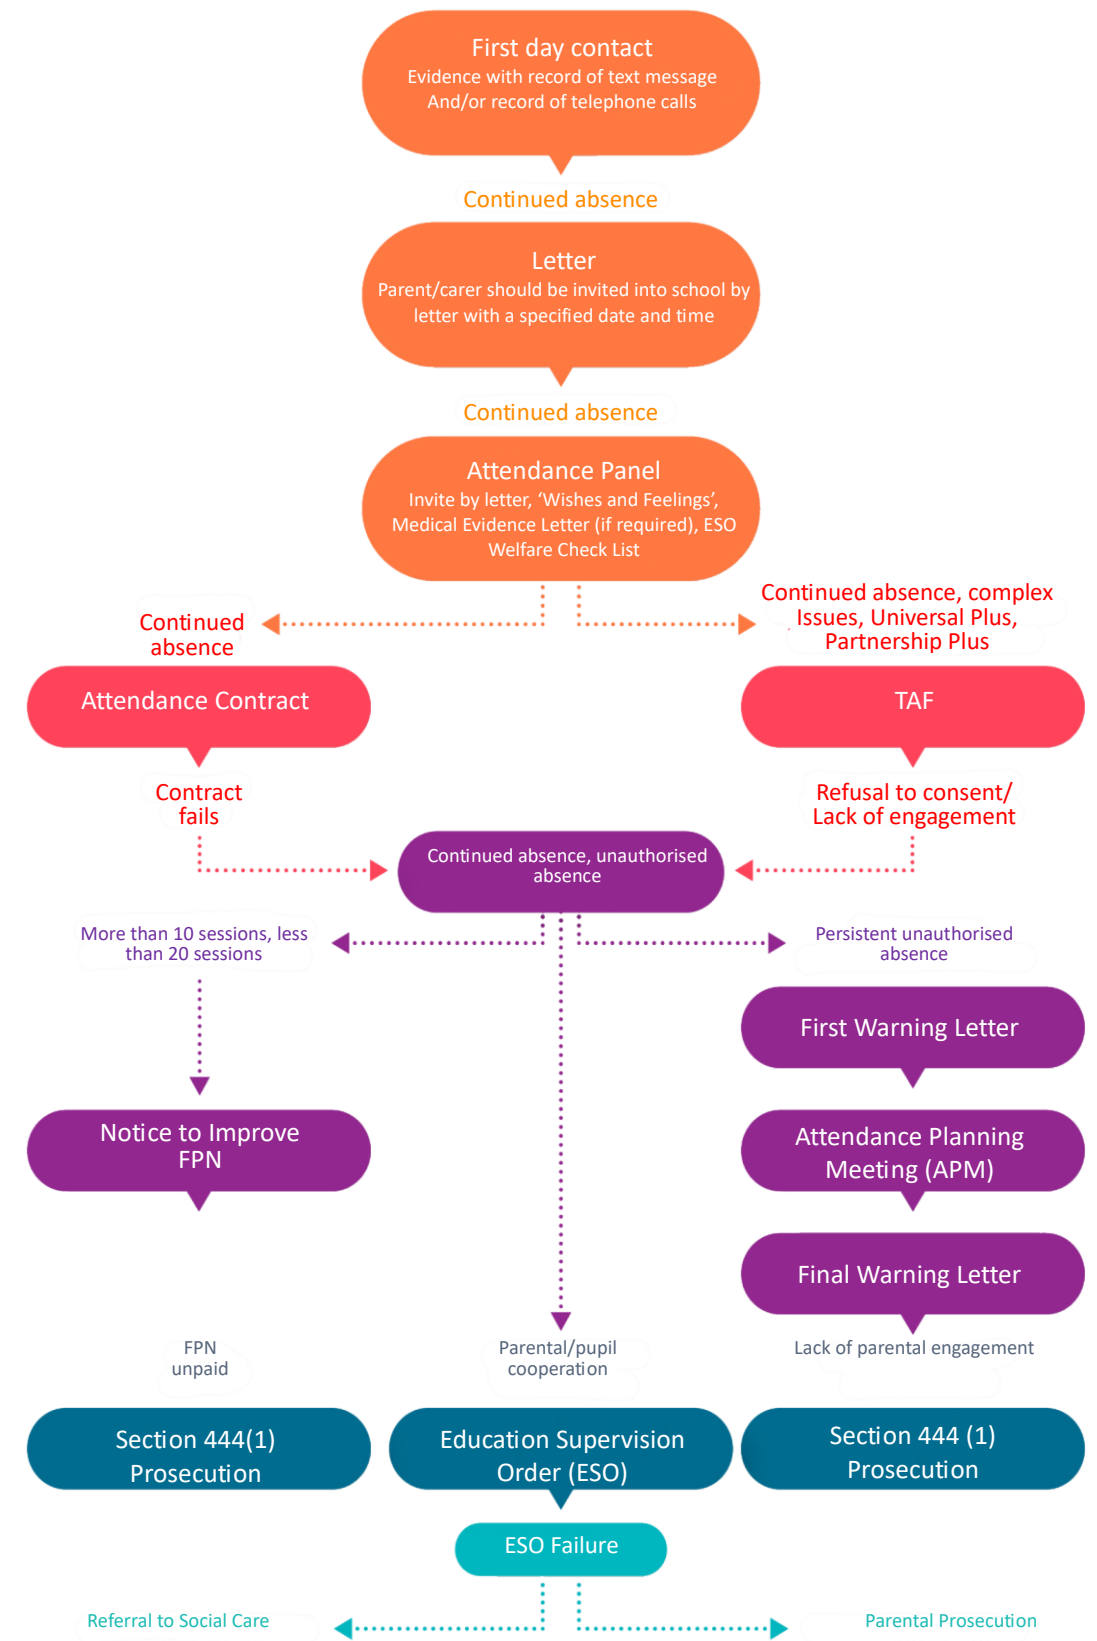 First day contact
Evidence with record of text message
And/or record of telephone calls
Continued absence
Letter
Parent/carer should be invited into school by
letter with a specified date and time
Continued absence
Attendance Panel
Invite by letter, ‘Wishes and Feelings’,
Medical Evidence Letter (if required), ESO
Welfare Check List
Continued
absence
Continued absence, complex
Issues, Universal Plus,
Partnership Plus
Attendance Contract
TAF
Contract
fails
Refusal to consent/
Lack of engagement
Continued absence, unauthorised
absence
More than 10 sessions, less
than 20 sessions
Persistent unauthorised
absence
First Warning Letter
Notice to Improve
FPN
Attendance Planning
Meeting (APM)
Final Warning Letter
FPN
unpaid
Parental/pupil
cooperation
Lack of parental engagement
Section 444(1)
Prosecution
Education Supervision
Order (ESO)
Section 444 (1)
Prosecution
ESO Failure
Referral to Social Care
Parental Prosecution